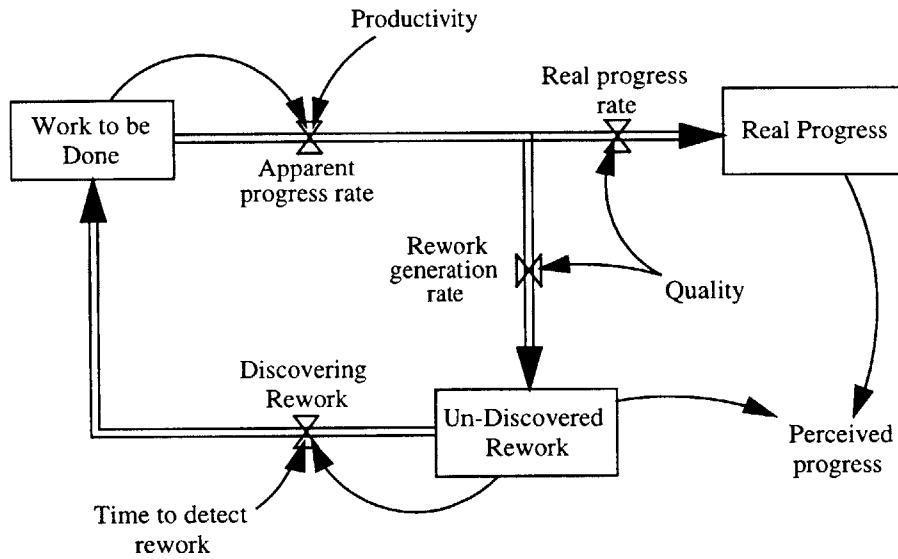 Productivity
Real progress
rate
Work to be
Done
Real Progress
Apparent
progress rate
Rework
generation
rate
Quality
Discovering
Rework
Un-Discovered
Rework
Perceived
progress
Time to detect
rework